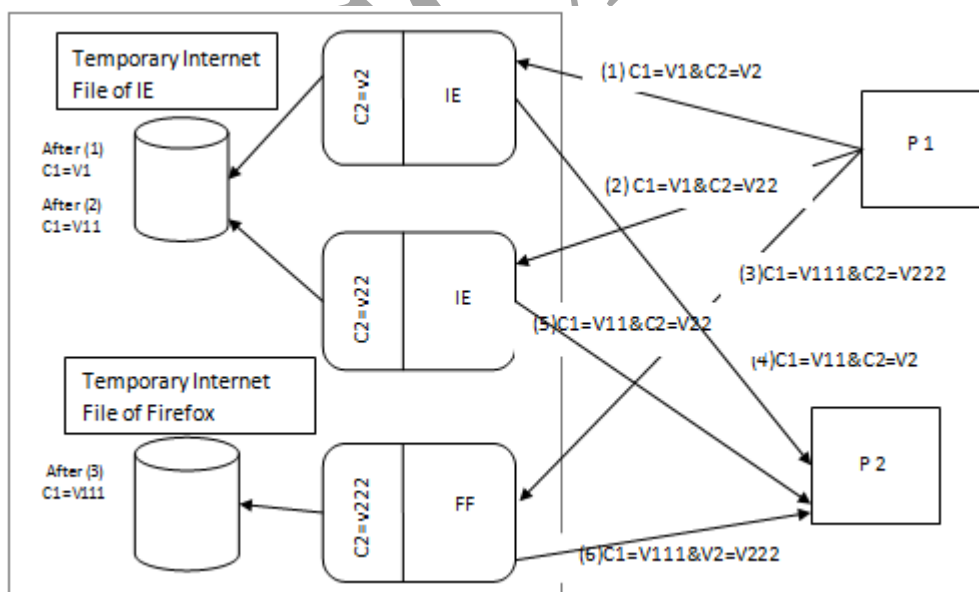 Temporary Internet
File of IE
C2=v2
IE
(1) C1=V1&C2=V2
P 1
After (1)
C1=V1
After (2)
C1=V11
(2) C1=V1&C2=V22
C2=v22
IE
(3)C1=V111&C2=V222
(5)C1=V11&C2=V22
(4)C1=V11&C2=V2
Temporary Internet
File of Firefox
After (3)
C1=V111
C2=v222
FF
P 2
(6)C1=V111&V2=V222